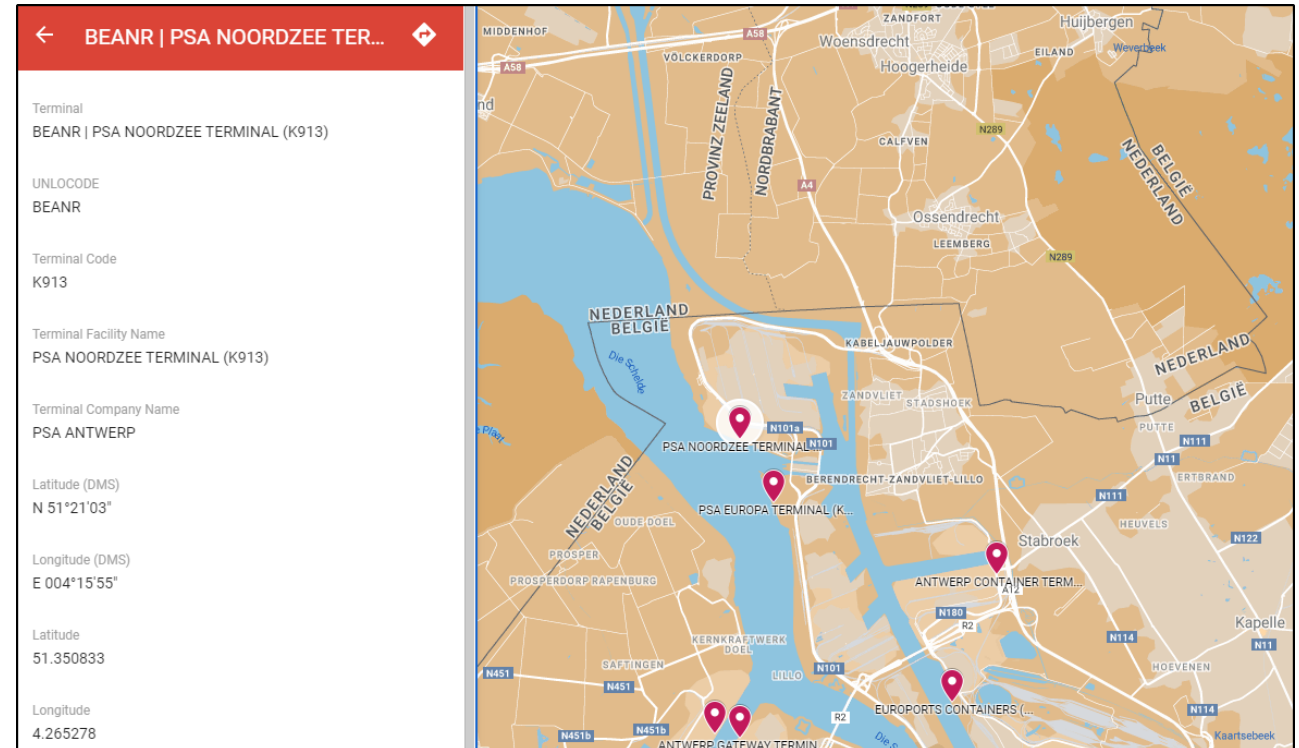 BEANR | PSA NOORDZEE TER...
Terminal
BEANR | PSA NOORDZEE TERMINAL (K913)
UNLOCODE
BEANR
Terminal Code
K913
Terminal Facility Name
PSA NOORDZEE TERMINAL (K913)
Terminal Company Name
PSA ANTWERP
Latitude (DMS)
N 51°21'03"
Longitude (DMS)
E 004°15'55"
Latitude
51.350833
Longitude
4.265278
MIDDENHOF
ZANDFORT
Huijbergen
A58
Woensdrecht
EILAND
Weverbeek
VÖLCKERDORP
Hoogerheide
A58
nd
PROVINZ ZEELAND
NORDBRABANT
N289
CALFVEN
BELGIË
NEDERLAND
A4
Ossendrecht
LEEMBERG
N289
NEDERLAND
BELGIË
KABELJAUWPOLDER
NEDERLAND
BELGIË
Die Schelde
ZANDVLIET
STADSHOEK
Putte
PUTTE
Plaat
N101a
PSA NOORDZEE TERMINAL...
N101
N111
N11
NEDERLAND
BELGIË
BERENDRECHT-ZANDVLIET-LILLO
ERTBRAND
N111
PSA EUROPA TERMINAL (K...
OUDE-DOEL
HEUVELS
N122
Stabroek
PROSPER
PROSPERDORP RAPENBURG
ANTWERP CONTAINER TERM...
A12
N180
R2
Kapelle
KERNKRAFTWERK
DOEL
N114
N11
SAFTINGEN
N101
HOEVENEN
N451
LILLO
N451
EUROPORTS CONTAINERS (...
N114
R2
N451b
N451b
Die S
Kaartsebeek
ANTWERP GATEWAY TERMIN...